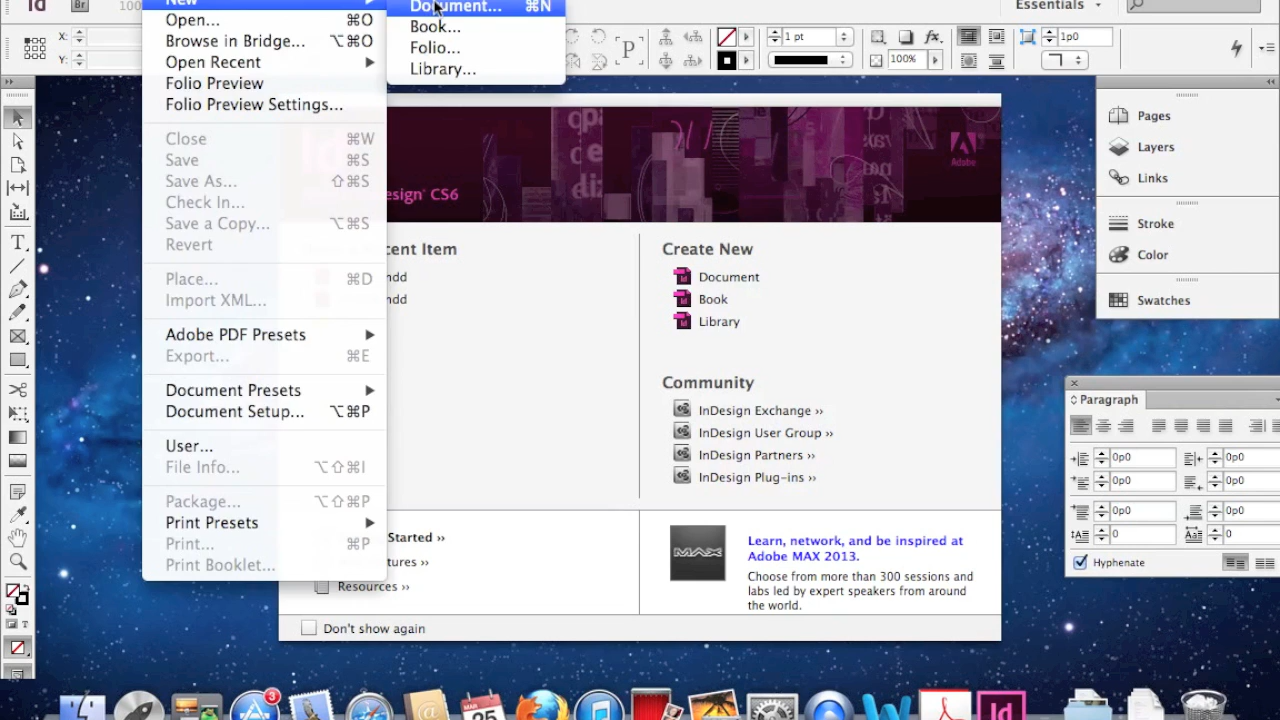 Id Br 100
New
Document... ⌘N
Essentials
Open... ⌘O
Book...
X:
1 pt
1p0
Browse in Bridge... ⌥⌘O
Folio...
Y:
P
fx
100%
Open Recent
Library...
Folio Preview
Folio Preview Settings...
Close ⌘W
Save ⌘S
Save As... ⇧⌘S
Check In...
Save a Copy... ⌥⌘S
Revert
Place... ⌘D
Import XML...
Adobe PDF Presets
Export... ⌘E
Document Presets
Document Setup... ⌥⌘P
User...
File Info... ⌥⇧⌘I
Package... ⌥⇧⌘P
Print Presets
Print... ⌘P
Print Booklet...
esign® CS6
Adobe
cent Item
ndd
ndd
Create New
Document
Book
Library
Community
InDesign Exchange ››
InDesign User Group ››
InDesign Partners ››
InDesign Plug-ins ››
Started ››
tures ››
Resources ››
MAX
Learn, network, and be inspired at
Adobe MAX 2013.
Choose from more than 300 sessions and
labs led by expert speakers from around
the world.
Don't show again
Pages
Layers
Links
Stroke
Color
Swatches
Paragraph
0p0 0p0
0p0 0p0
0p0 0p0
0 0
Hyphenate
T
T
3
MAR
25
W
Id